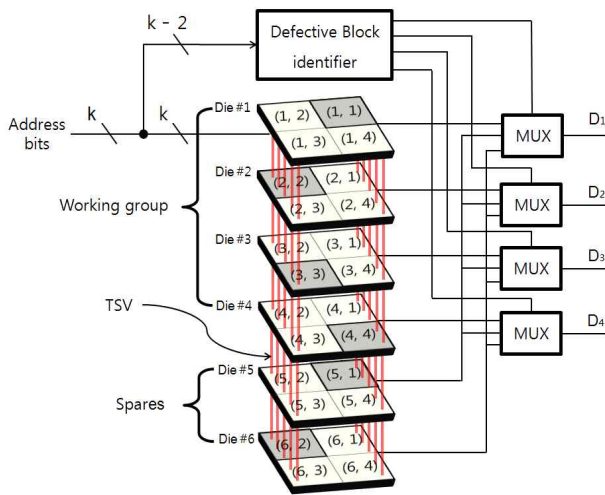 k - 2
Defective Block
identifier
k
k
Address
bits
Die #1
(1, 2)
(1, 1)
(1, 3)
(1, 4)
MUX
D1
Die #2
(2, 2)
(2, 1)
(2, 3)
(2, 4)
MUX
D2
Working group
Die #3
(3, 2)
(3, 1)
(3, 3)
(3, 4)
MUX
D3
TSV
Die #4
(4, 2)
(4, 1)
(4, 3)
(4, 4)
MUX
D4
Spares
Die #5
(5, 2)
(5, 1)
(5, 3)
(5, 4)
Die #6
(6, 2)
(6, 1)
(6, 3)
(6, 4)